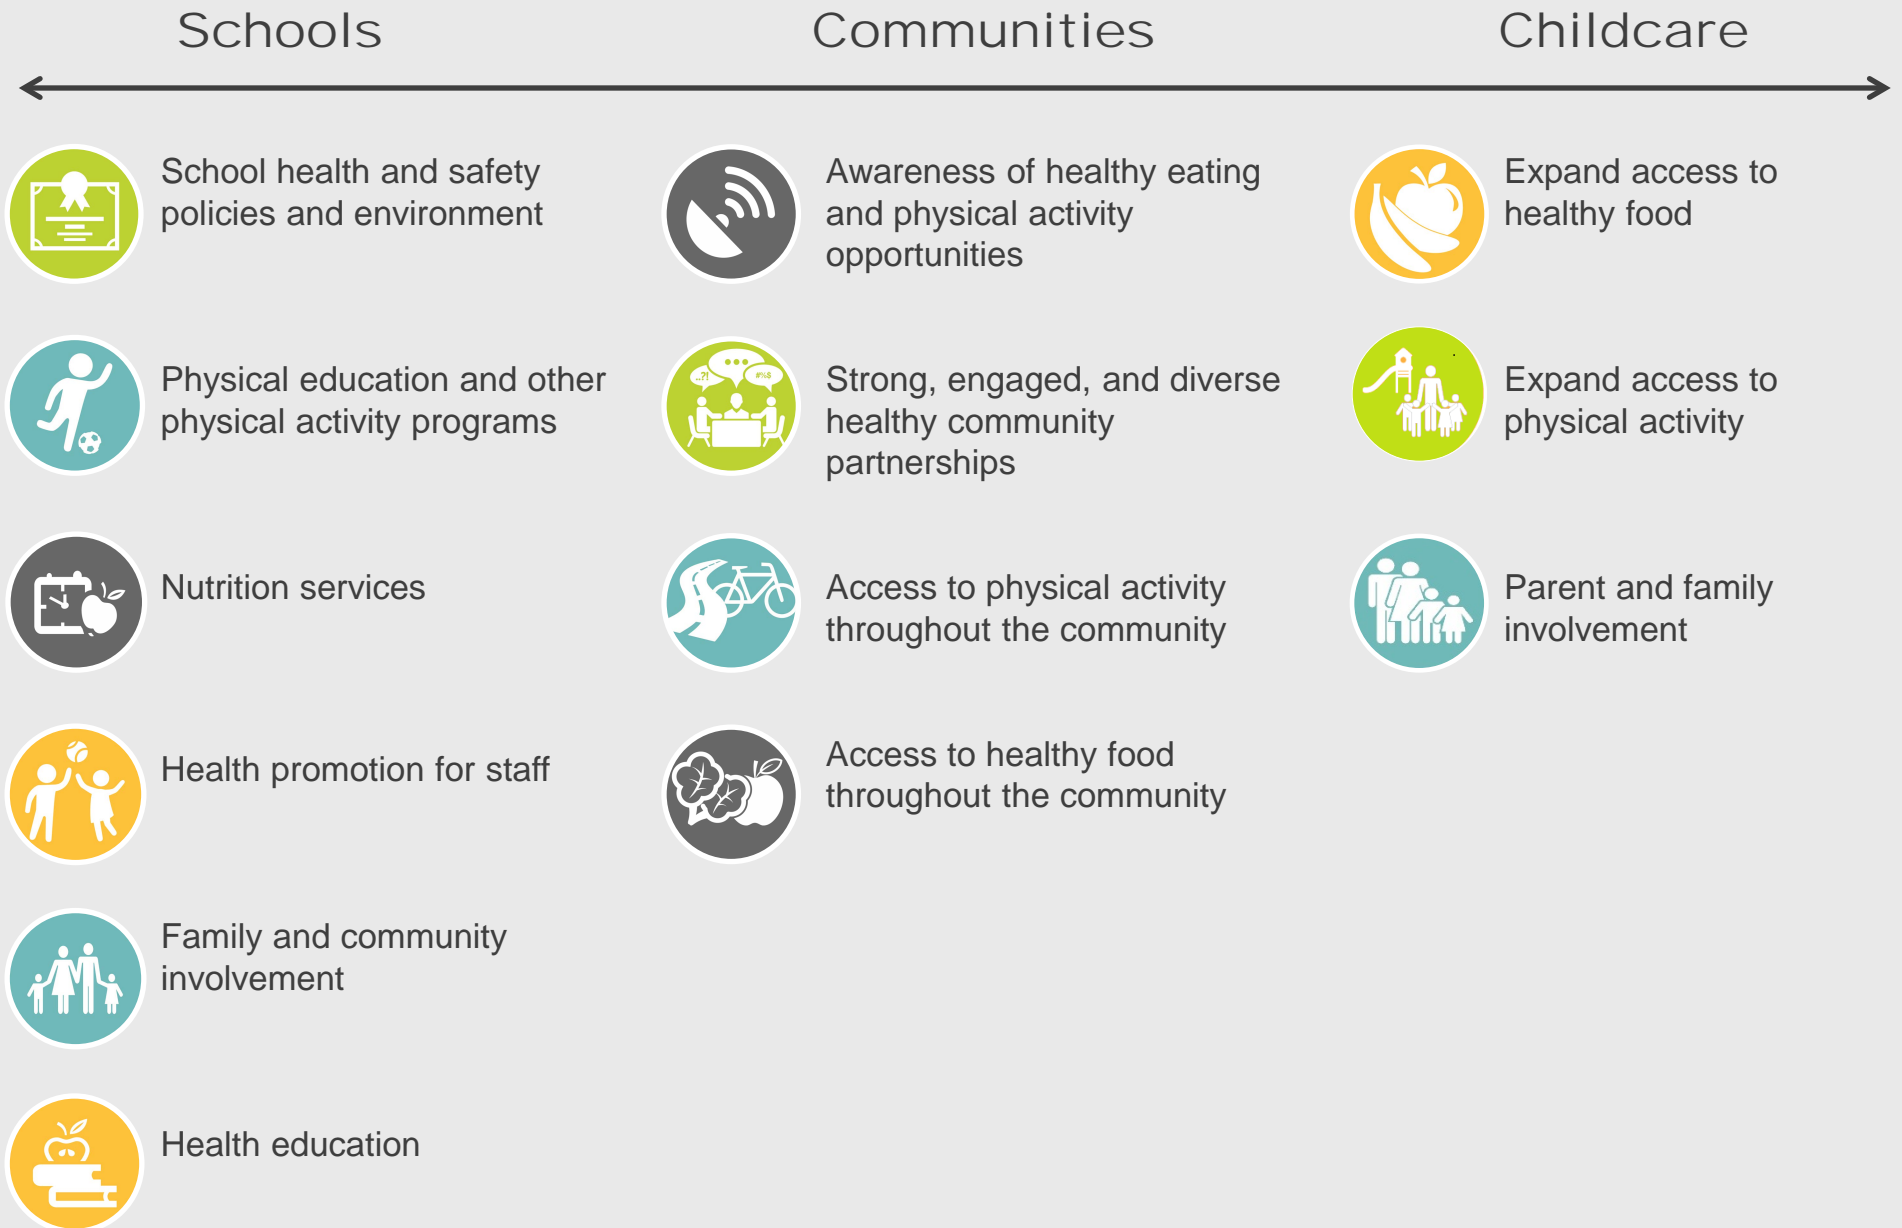 Schools
Communities
Childcare
School health and safety
policies and environment
Physical education and other
physical activity programs
Nutrition services
Health promotion for staff
Family and community
involvement
Health education
Awareness of healthy eating
and physical activity
opportunities
..?!
#%$
Strong, engaged, and diverse
healthy community
partnerships
Access to physical activity
throughout the community
Access to healthy food
throughout the community
Expand access to
healthy food
Expand access to
physical activity
Parent and family
involvement